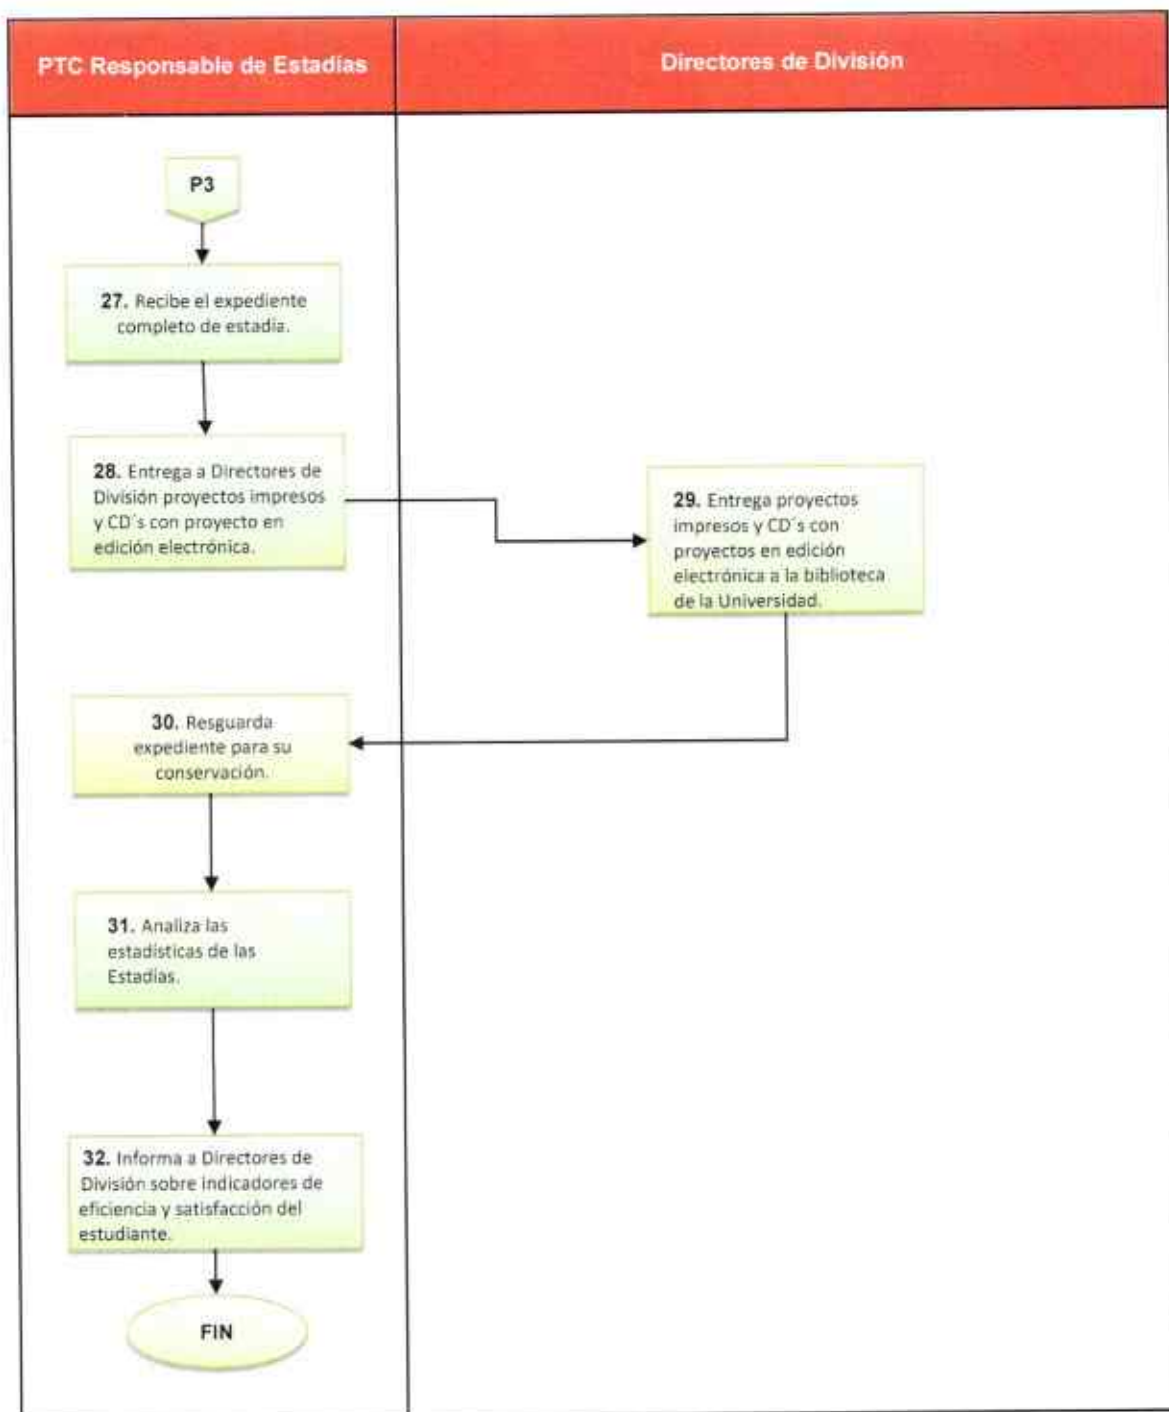 PTC Responsable de Estadías
Directores de División
P3
27. Recibe el expediente
completo de estadía.
28. Entrega a Directores de
División proyectos impresos
y CD´s con proyecto en
edición electrónica.
29. Entrega proyectos
impresos y CD´s con
proyectos en edición
electrónica a la biblioteca
de la Universidad.
30. Resguarda
expediente para su
conservación.
31. Analiza las
estadísticas de las
Estadías.
32. Informa a Directores de
División sobre indicadores de
eficiencia y satisfacción del
estudiante.
FIN